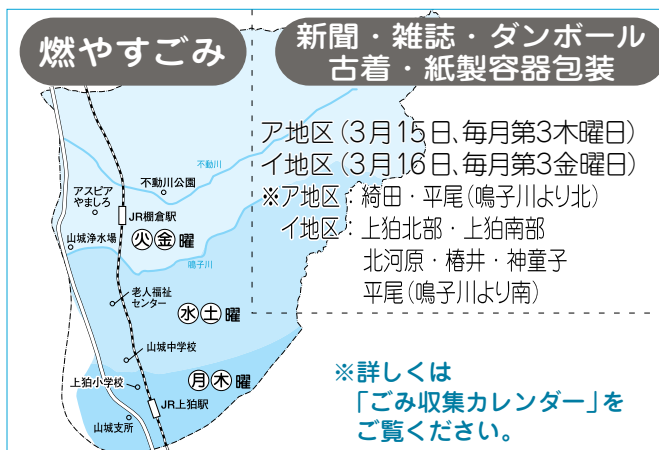 燃やすごみ
新聞・雑誌・ダンボール
古着・紙製容器包装
ア地区（3月15日、毎月第3木曜日）
イ地区（3月16日、毎月第3金曜日）
※ア地区：綺田・平尾（鳴子川より北）
イ地区：上狛北部・上狛南部
北河原・椿井・神童子
平尾（鳴子川より南）
不動川
不動川公園
アスピア
やましろ
JR棚倉駅
山城浄水場
火金曜
鳴子川
老人福祉
センター
水土曜
山城中学校
月木曜
上狛小学校
JR上狛駅
山城支所
※詳しくは
「ごみ収集カレンダー」を
ご覧ください。